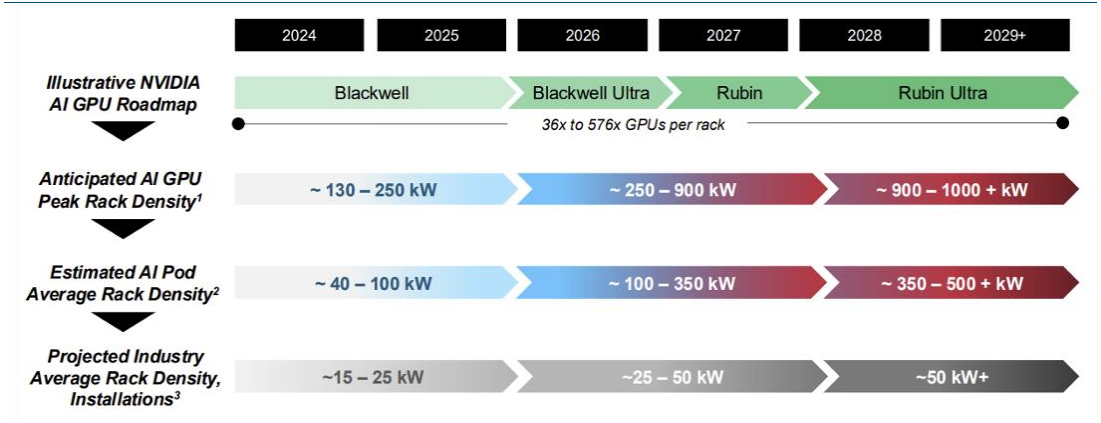 2024 2025 2026 2027 2028 2029+
Illustrative NVIDIA
AI GPU Roadmap
Blackwell Blackwell Ultra Rubin Rubin Ultra
36x to 576x GPUs per rack
Anticipated AI GPU
Peak Rack Density1
~ 130 – 250 kW ~ 250 – 900 kW ~ 900 – 1000 + kW
Estimated AI Pod
Average Rack Density2
~ 40 – 100 kW ~ 100 – 350 kW ~ 350 – 500 + kW
Projected Industry
Average Rack Density,
Installations3
~15 – 25 kW ~25 – 50 kW ~50 kW+